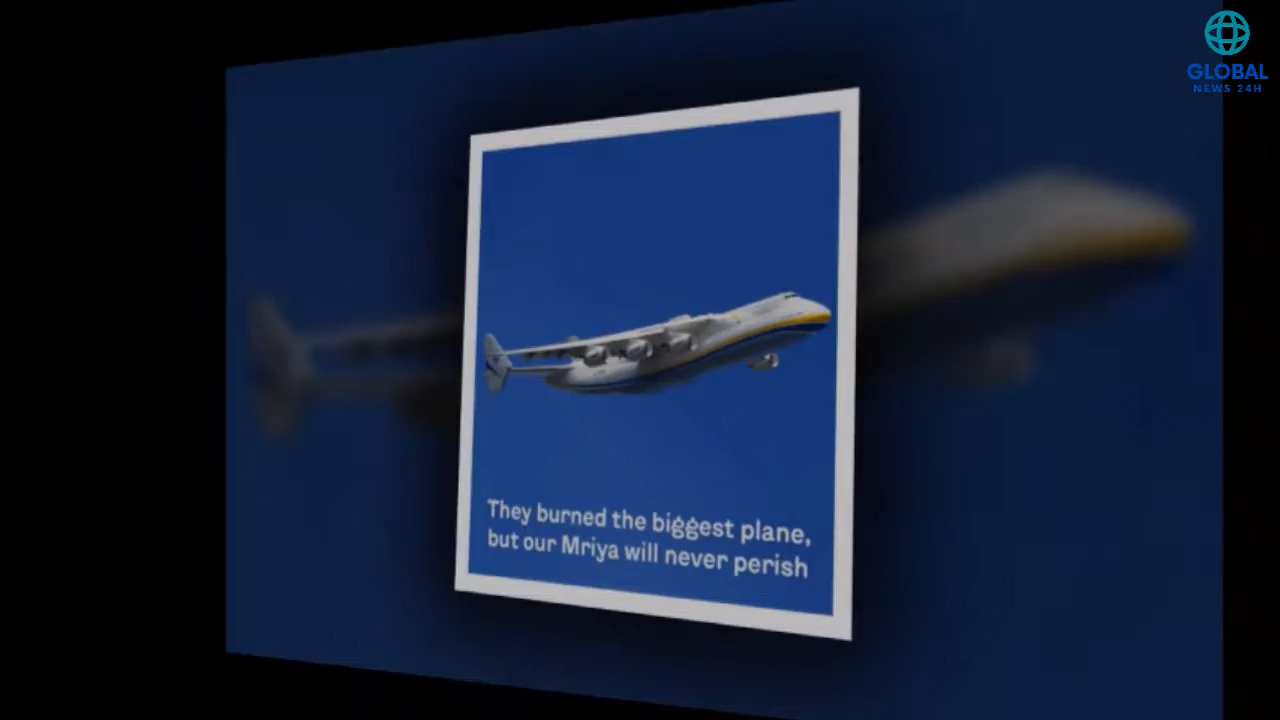 GLOBAL
NEWS 24H
They burned the biggest plane,
but our Mriya will never perish